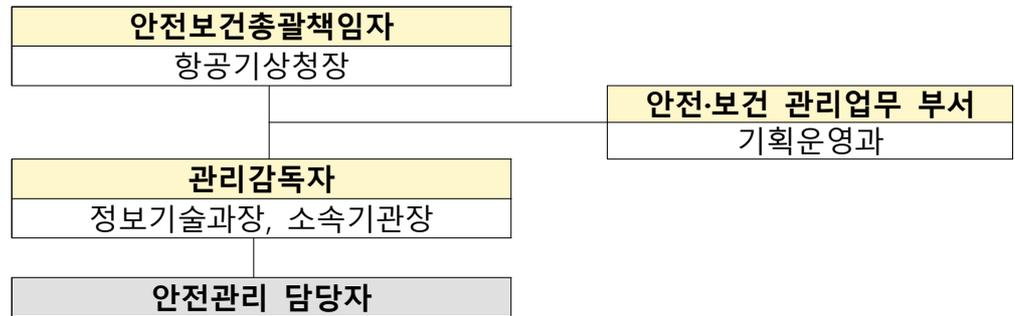 안전보건총괄책임자
항공기상청장
안전·보건 관리업무 부서
기획운영과
관리감독자
정보기술과장, 소속기관장
안전관리 담당자